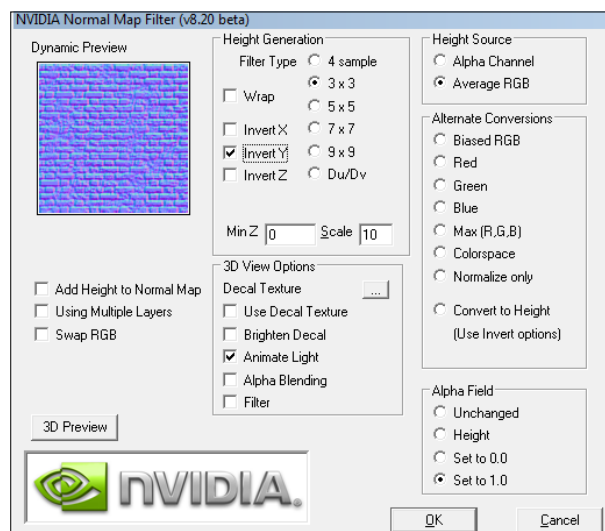 NVIDIA Normal Map Filter (v8.20 beta)
Dynamic Preview
Add Height to Normal Map
Using Multiple Layers
Swap RGB
3D Preview
NVIDIA.
Height Generation
Filter Type
4 sample
3 x 3
Wrap
5 x 5
Invert X
7 x 7
Invert Y
9 x 9
Invert Z
Du/Dv
Min Z 0 Scale 10
3D View Options
Decal Texture ...
Use Decal Texture
Brighten Decal
Animate Light
Alpha Blending
Filter
Height Source
Alpha Channel
Average RGB
Alternate Conversions
Biased RGB
Red
Green
Blue
Max (R,G,B)
Colorspace
Normalize only
Convert to Height
(Use Invert options)
Alpha Field
Unchanged
Height
Set to 0.0
Set to 1.0
OK
Cancel